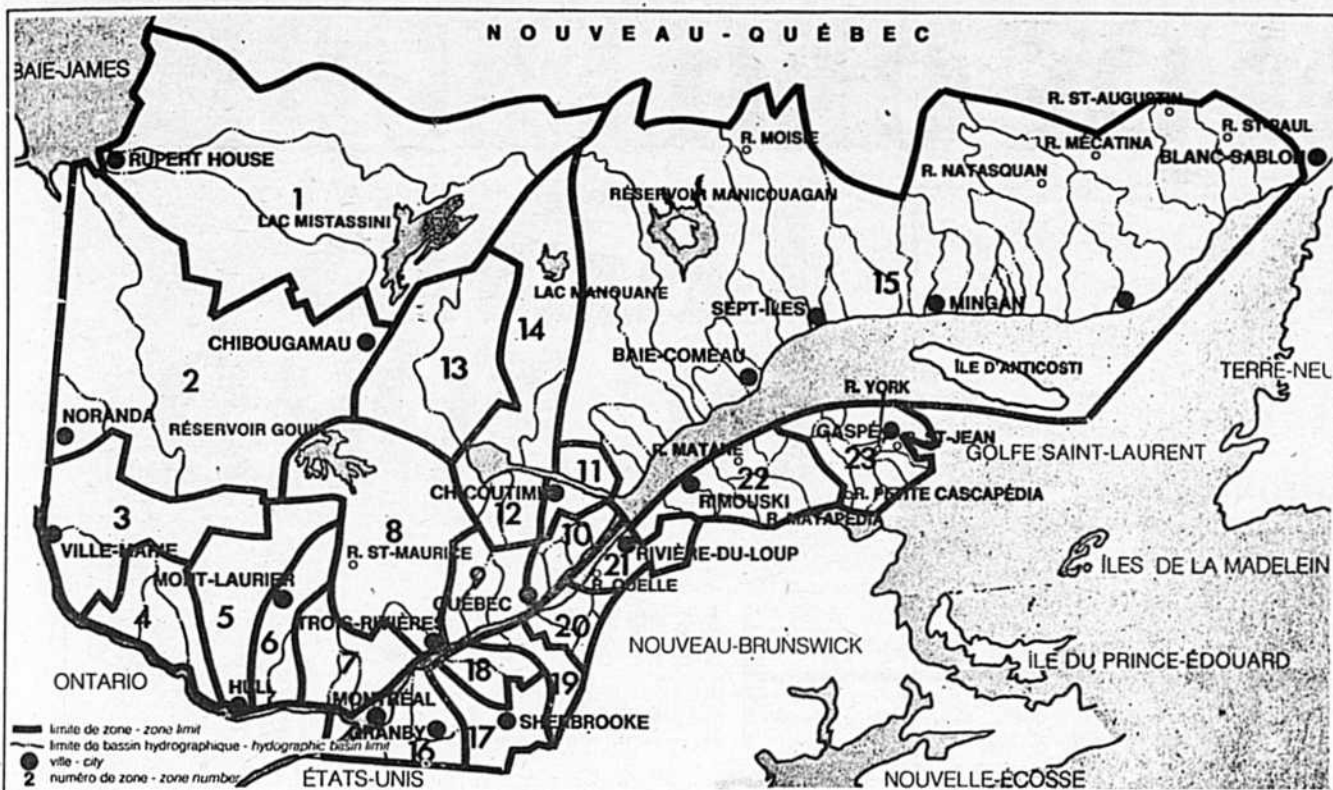 NOUVEAU-QUÉBEC
BAIE-JAMES
R. ST-AUGUSTIN
R. MOISIE
R. ST-PAUL
R. MÉCATINA
BLANC-SABLON
RUPERT HOUSE
R. NATASQUAN
1
RÉSERVOIR MANICOUAGAN
LAC MISTASSINI
LAC MANOUANE
15
MINGAN
SEPT-ÎLES
14
CHIBOUGAMAU
13
BAIE-COMEAU
ÎLE D'ANTICOSTI
TERRE-NEU
2
R. YORK
NORANDA
RÉSERVOIR GOUIN
GASPÉ
ST-JEAN
R. MATANE
GOLFE SAINT-LAURENT
23
11
22
CHICOUTIMI
RIMOUSKI
R. PETITE CASCAPÉDIA
3
12
R. MATAPÉDIA
8
10
VILLE-MARIE
R. ST-MAURICE
RIVIÈRE-DU-LOUP
21
ÎLES DE LA MADELEIN
MONT-LAURIER
9
R. OUELLE
QUÉBEC
4
5
TROIS-RIVIÈRES
20
6
NOUVEAU-BRUNSWICK
7
18
ÎLE DU PRINCE-ÉDOUARD
ONTARIO
19
HULL
MONTRÉAL
SHERBROOKE
GRANBY
17
16
limite de zone - zone limit
limite de bassin hydrographique - hydographic basin limit
ville - city
2 numéro de zone - zone number
ÉTATS-UNIS
NOUVELLE-ÉCOSSE